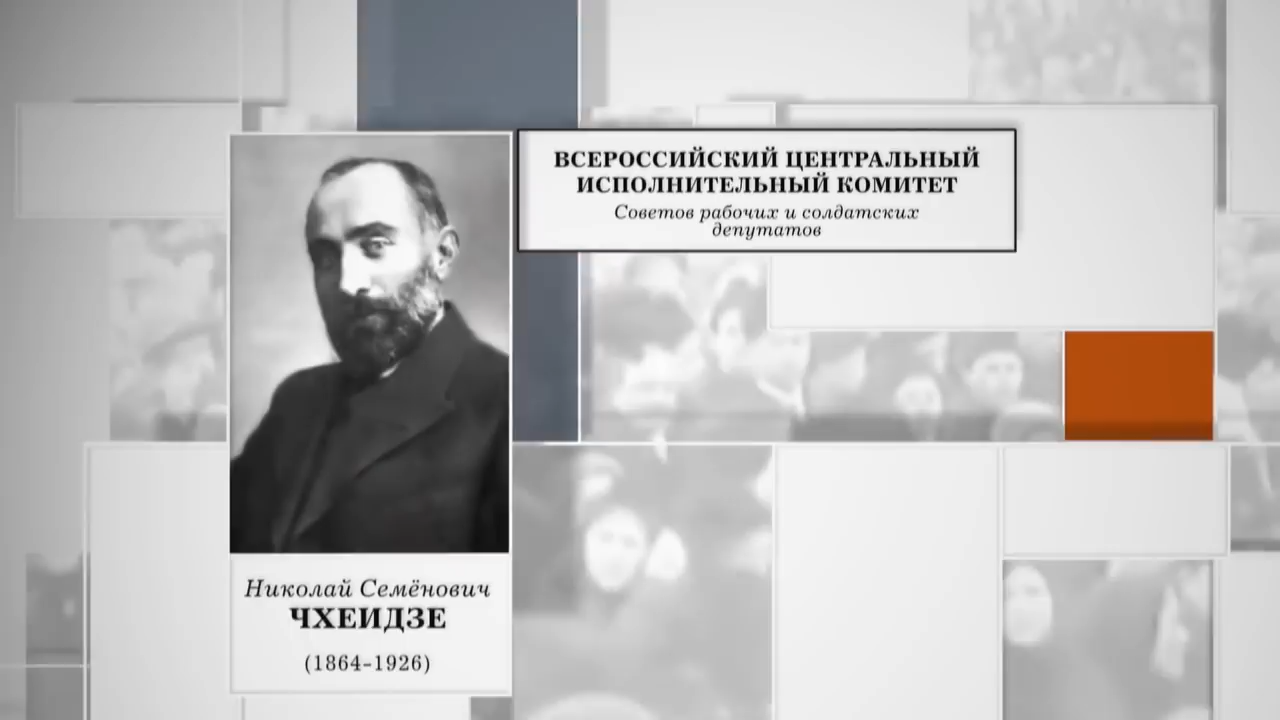 ВСЕРОССИЙСКИЙ ЦЕНТРАЛЬНЫЙ
ИСПОЛНИТЕЛЬНЫЙ КОМИТЕТ
Советов рабочих и солдатских
депутатов
Николай Семёнович
ЧХЕИДЗЕ
(1864–1926)